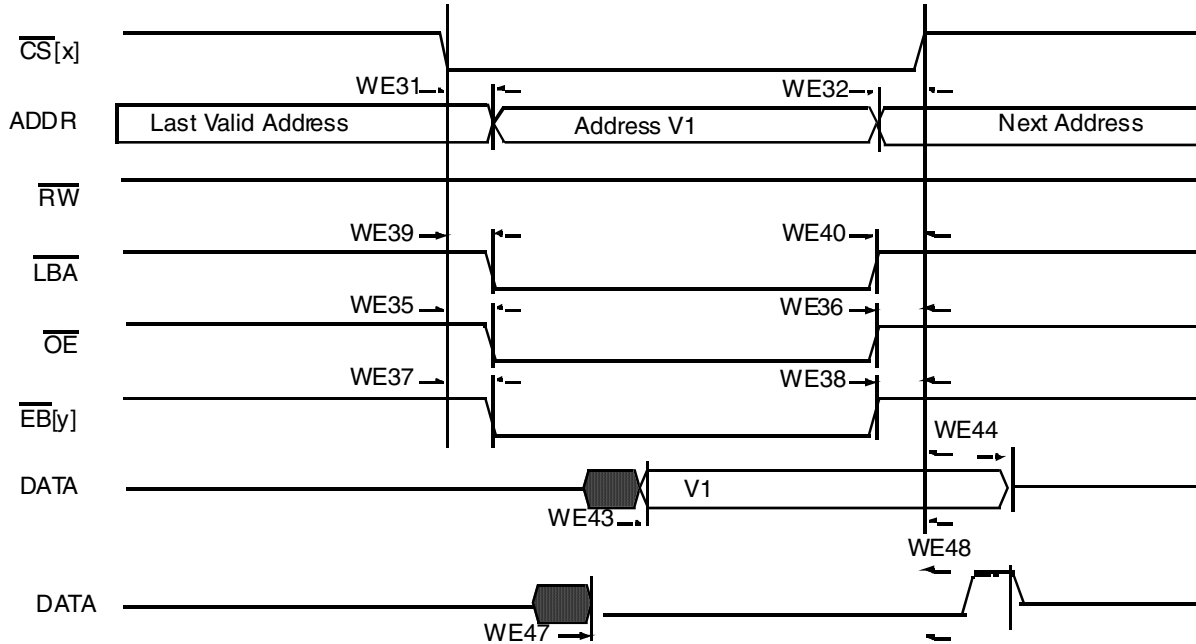 CS[x]
WE31
WE32
ADDR
Last Valid Address
Address V1
Next Address
RW
WE39
WE40
LBA
WE35
WE36
OE
WE37
WE38
EB[y]
WE44
DATA
V1
WE43
WE48
DATA
WE47